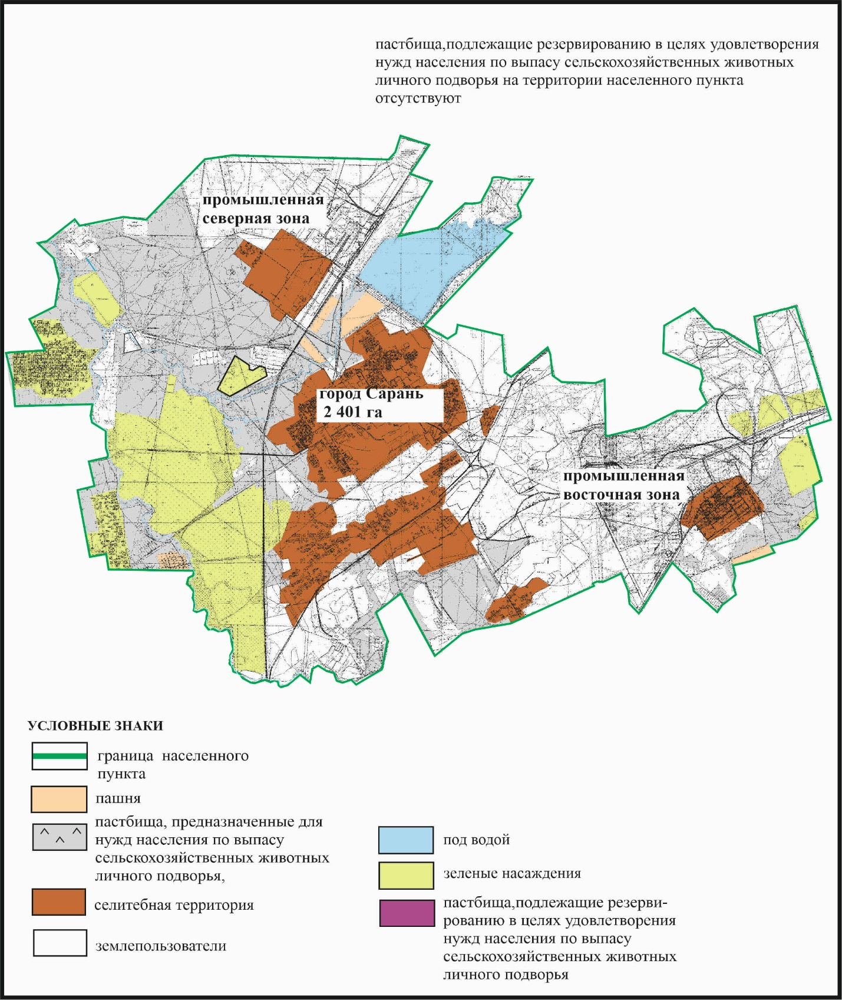 пастбища,подлежащие резервированию в целях удовлетворения
нужд населения по выпасу сельскохозяйственных животных
личного подворья на территории населенного пункта
отсутствуют
промышленная
северная зона
город Сарань
2 401 га
промышленная
восточная зона
УСЛОВНЫЕ ЗНАКИ
граница населенного
пункта
пашня
пастбища, предназначенные для
нужд населения по выпасу
сельскохозяйственных животных
личного подворья,
селитебная территория
землепользователи
под водой
зеленые насаждения
пастбища,подлежащие резерви-
рованию в целях удовлетворения
нужд населения по выпасу
сельскохозяйственных животных
личного подворья